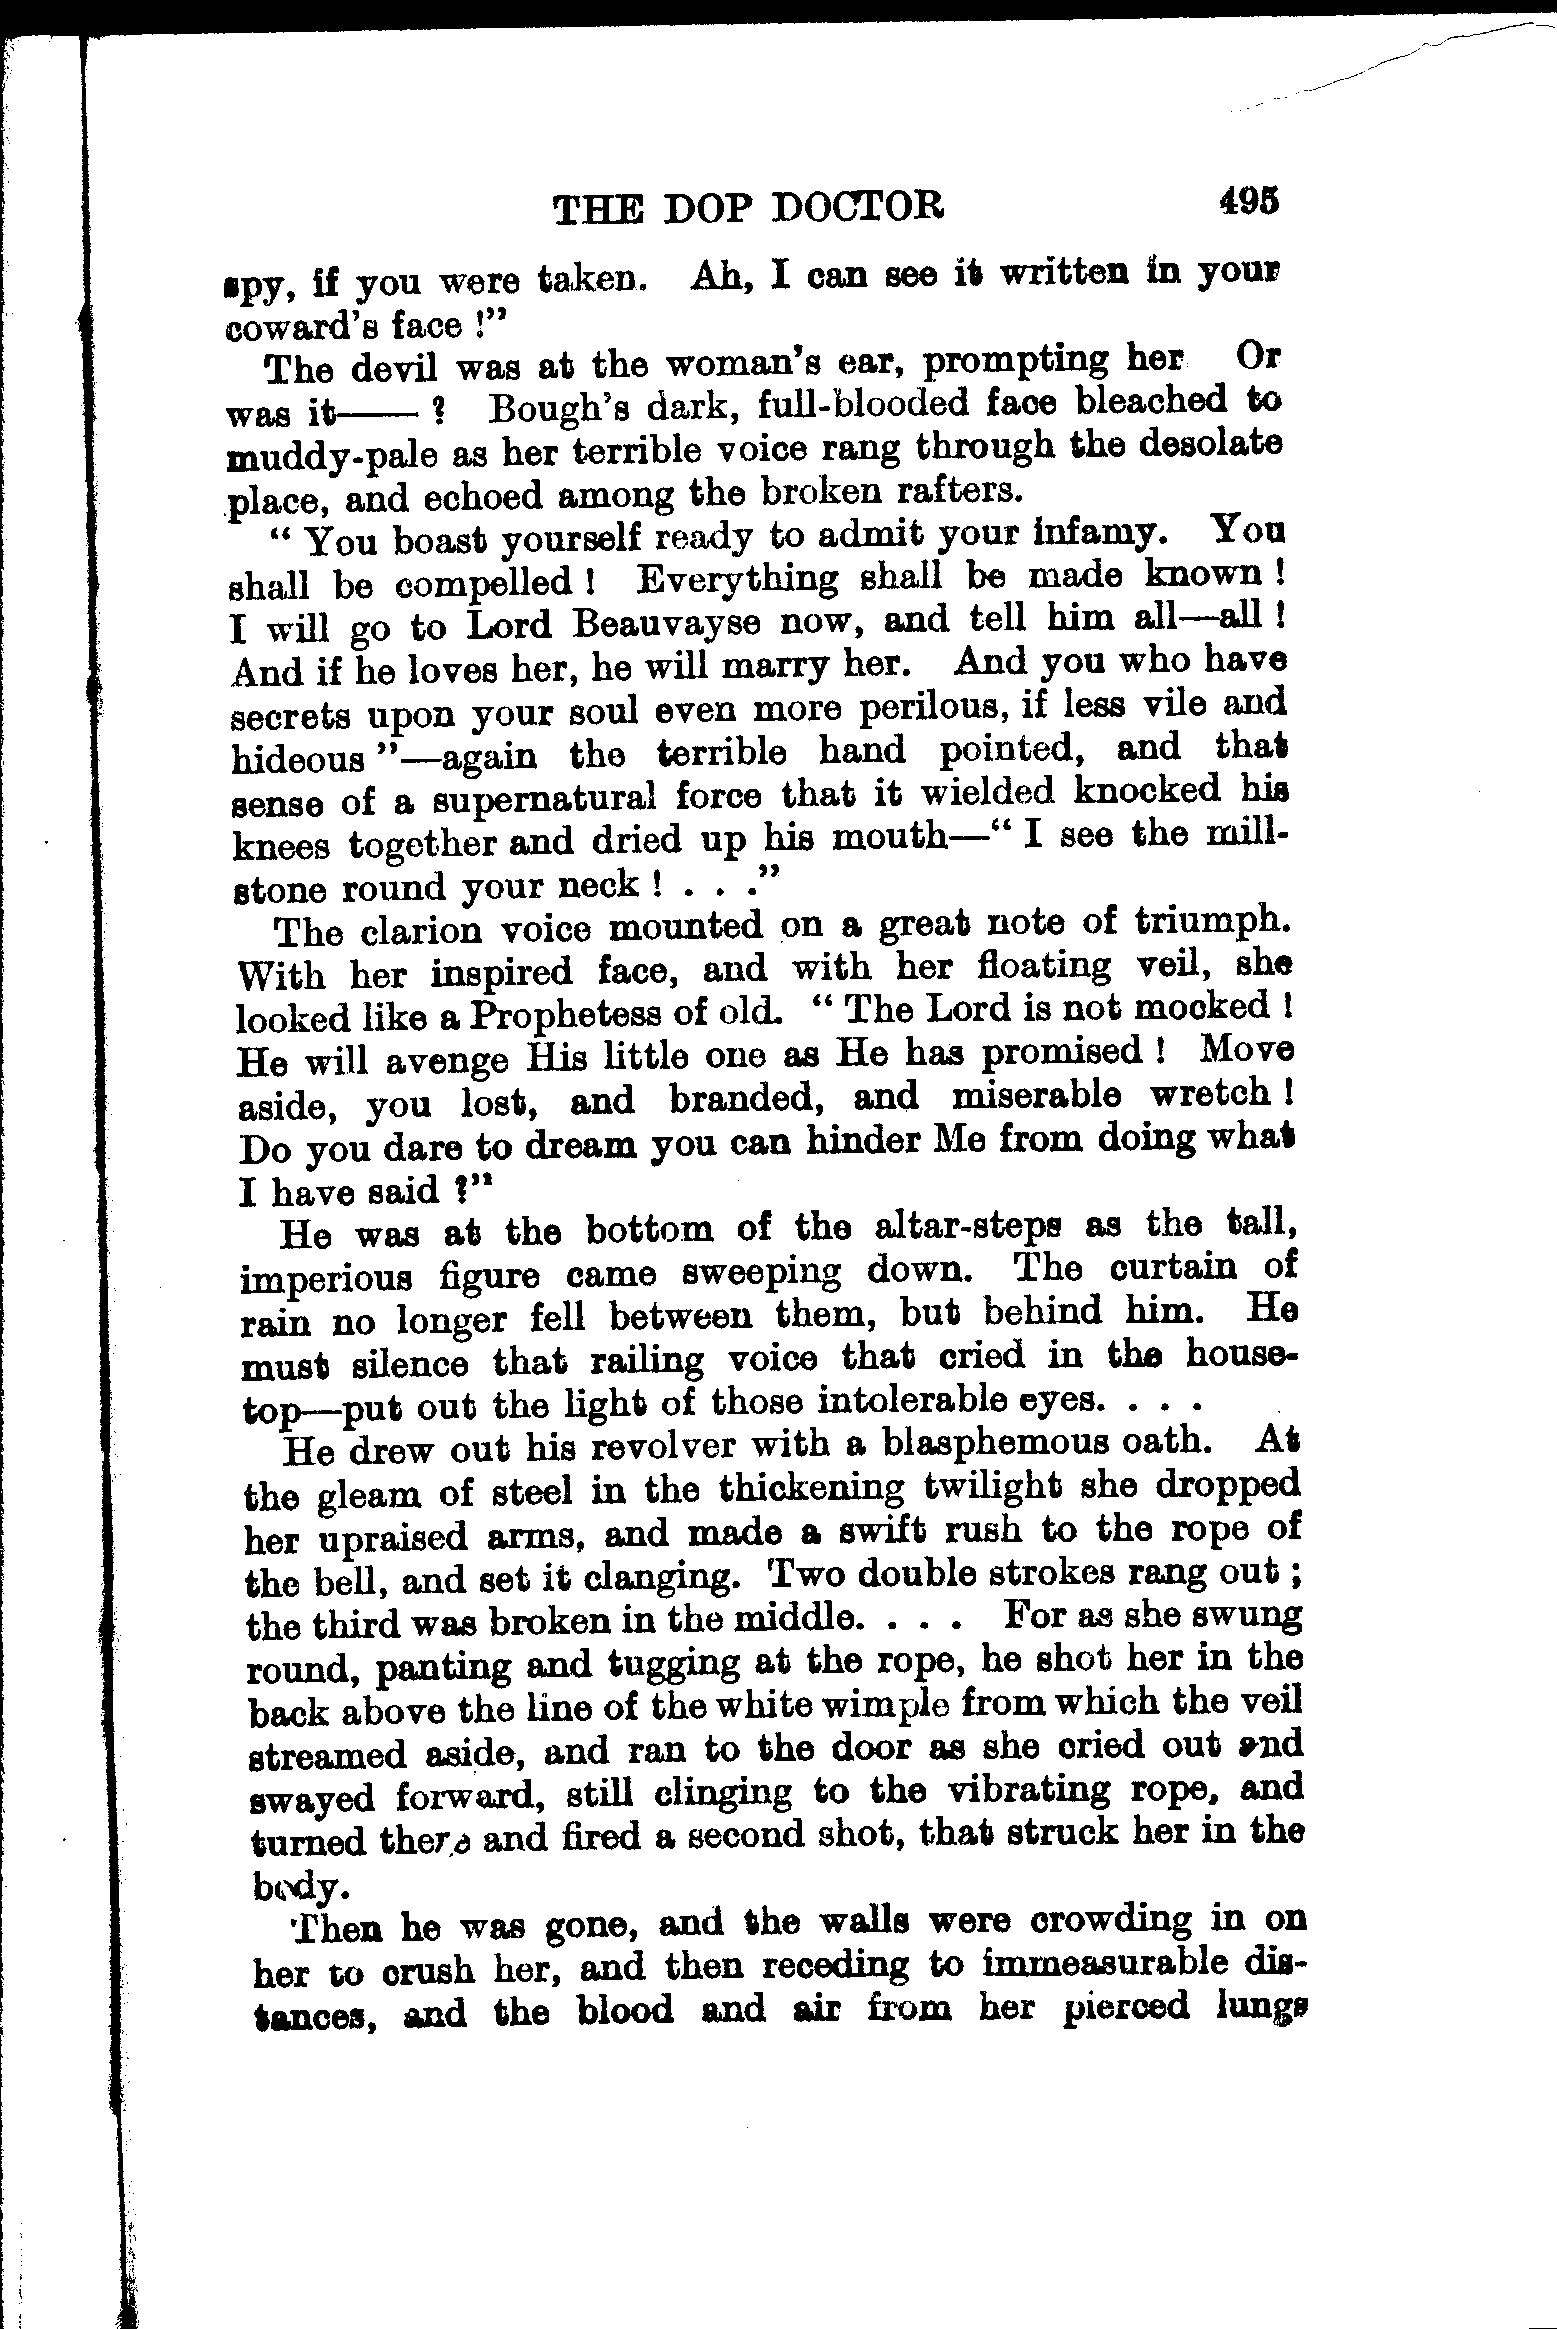 THE DOP DOCTOR 495
spy, if you were taken. Ah, I can see it written in your
coward's face !"
The devil was at the woman's ear, prompting her Or
was it—— ? Bough's dark, full-blooded face bleached to
muddy-pale as her terrible voice rang through the desolate
place, and echoed among the broken rafters.
" You boast yourself ready to admit your infamy. You
shall be compelled ! Everything shall be made known !
I will go to Lord Beauvayse now, and tell him all—all !
And if he loves her, he will marry her. And you who have
secrets upon your soul even more perilous, if less vile and
hideous "—again the terrible hand pointed, and that
sense of a supernatural force that it wielded knocked his
knees together and dried up his mouth—" I see the mill-
stone round your neck ! . . ."
The clarion voice mounted on a great note of triumph.
With her inspired face, and with her floating veil, she
looked like a Prophetess of old. " The Lord is not mocked !
He will avenge His little one as He has promised ! Move
aside, you lost, and branded, and miserable wretch !
Do you dare to dream you can hinder Me from doing what
I have said ?"
He was at the bottom of the altar-steps as the tall,
imperious figure came sweeping down. The curtain of
rain no longer fell between them, but behind him. He
must silence that railing voice that cried in the house-
top—put out the light of those intolerable eyes. . . .
He drew out his revolver with a blasphemous oath. At
the gleam of steel in the thickening twilight she dropped
her upraised arms, and made a swift rush to the rope of
the bell, and set it clanging. Two double strokes rang out ;
the third was broken in the middle. . . . For as she swung
round, panting and tugging at the rope, he shot her in the
back above the line of the white wimple from which the veil
streamed aside, and ran to the door as she cried out and
swayed forward, still clinging to the vibrating rope, and
turned there and fired a second shot, that struck her in the
body.
Then he was gone, and the walls were crowding in on
her to crush her, and then receding to immeasurable dis-
tances, and the blood and air from her pierced lungs